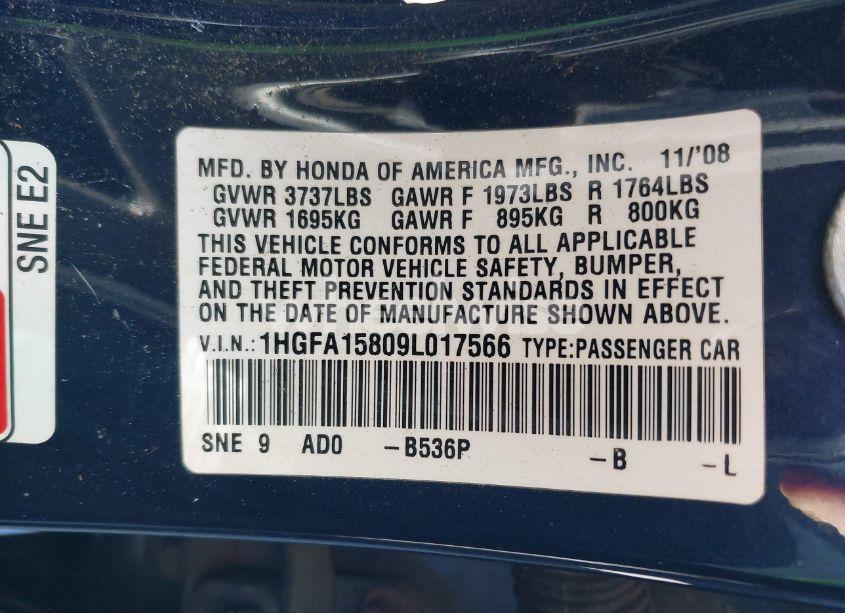 SNE E2
MFD. BY HONDA OF AMERICA MFG., INC. 11/'08
GVWR 3737LBS GAWR F 1973LBS R 1764LBS
GVWR 1695KG GAWR F 895KG R 800KG
THIS VEHICLE CONFORMS TO ALL APPLICABLE
FEDERAL MOTOR VEHICLE SAFETY, BUMPER,
AND THEFT PREVENTION STANDARDS IN EFFECT
ON THE DATE OF MANUFACTURE SHOWN ABOVE.
V.I.N.:1HGFA15809L017566 TYPE:PASSENGER CAR
SNE 9 AD0 -B536P -B -L